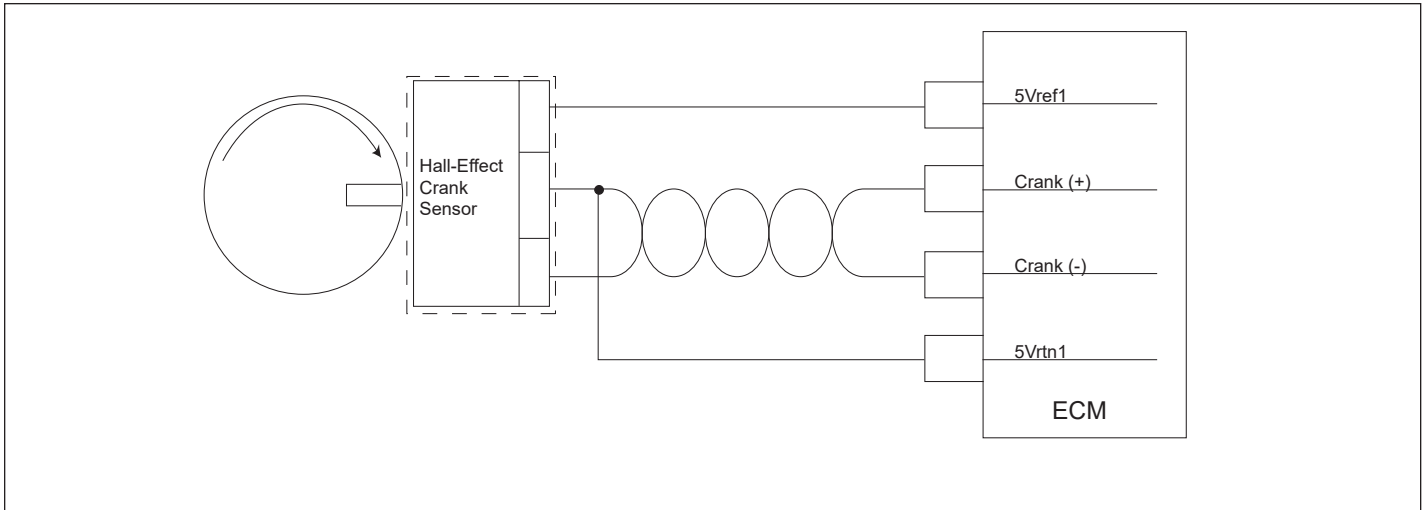 Hall-Effect
Crank
Sensor
5Vref1
Crank (+)
Crank (-)
5Vrtn1
ECM